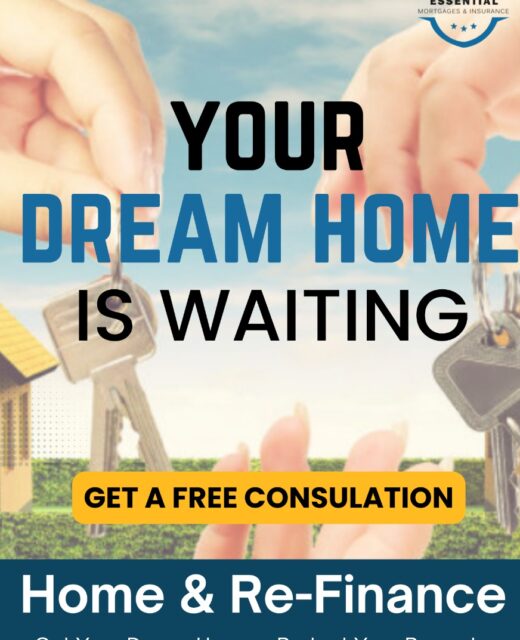 ESSENTIAL
MORTGAGES & INSURANCE
YOUR
DREAM HOME
IS WAITING
GET A FREE CONSULATION
Home & Re-Finance